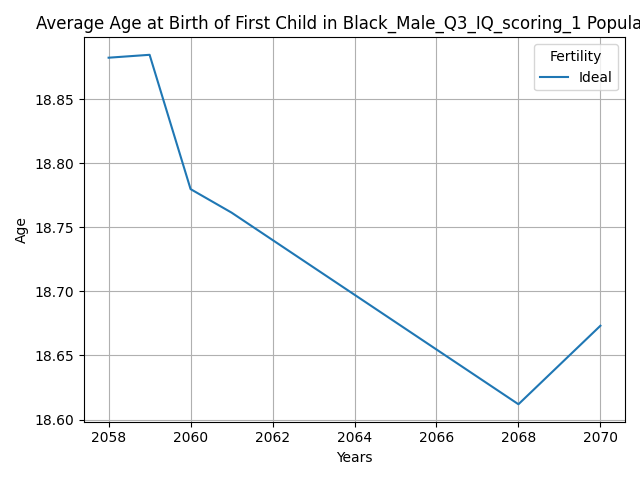 Average Age at Birth of First Child in Black_Male_Q3_IQ_scoring_1 Popula
Fertility
Ideal
18.85
18.80
18.75
18.70
18.65
18.60
Age
2058 2060 2062 2064 2066 2068 2070
Years